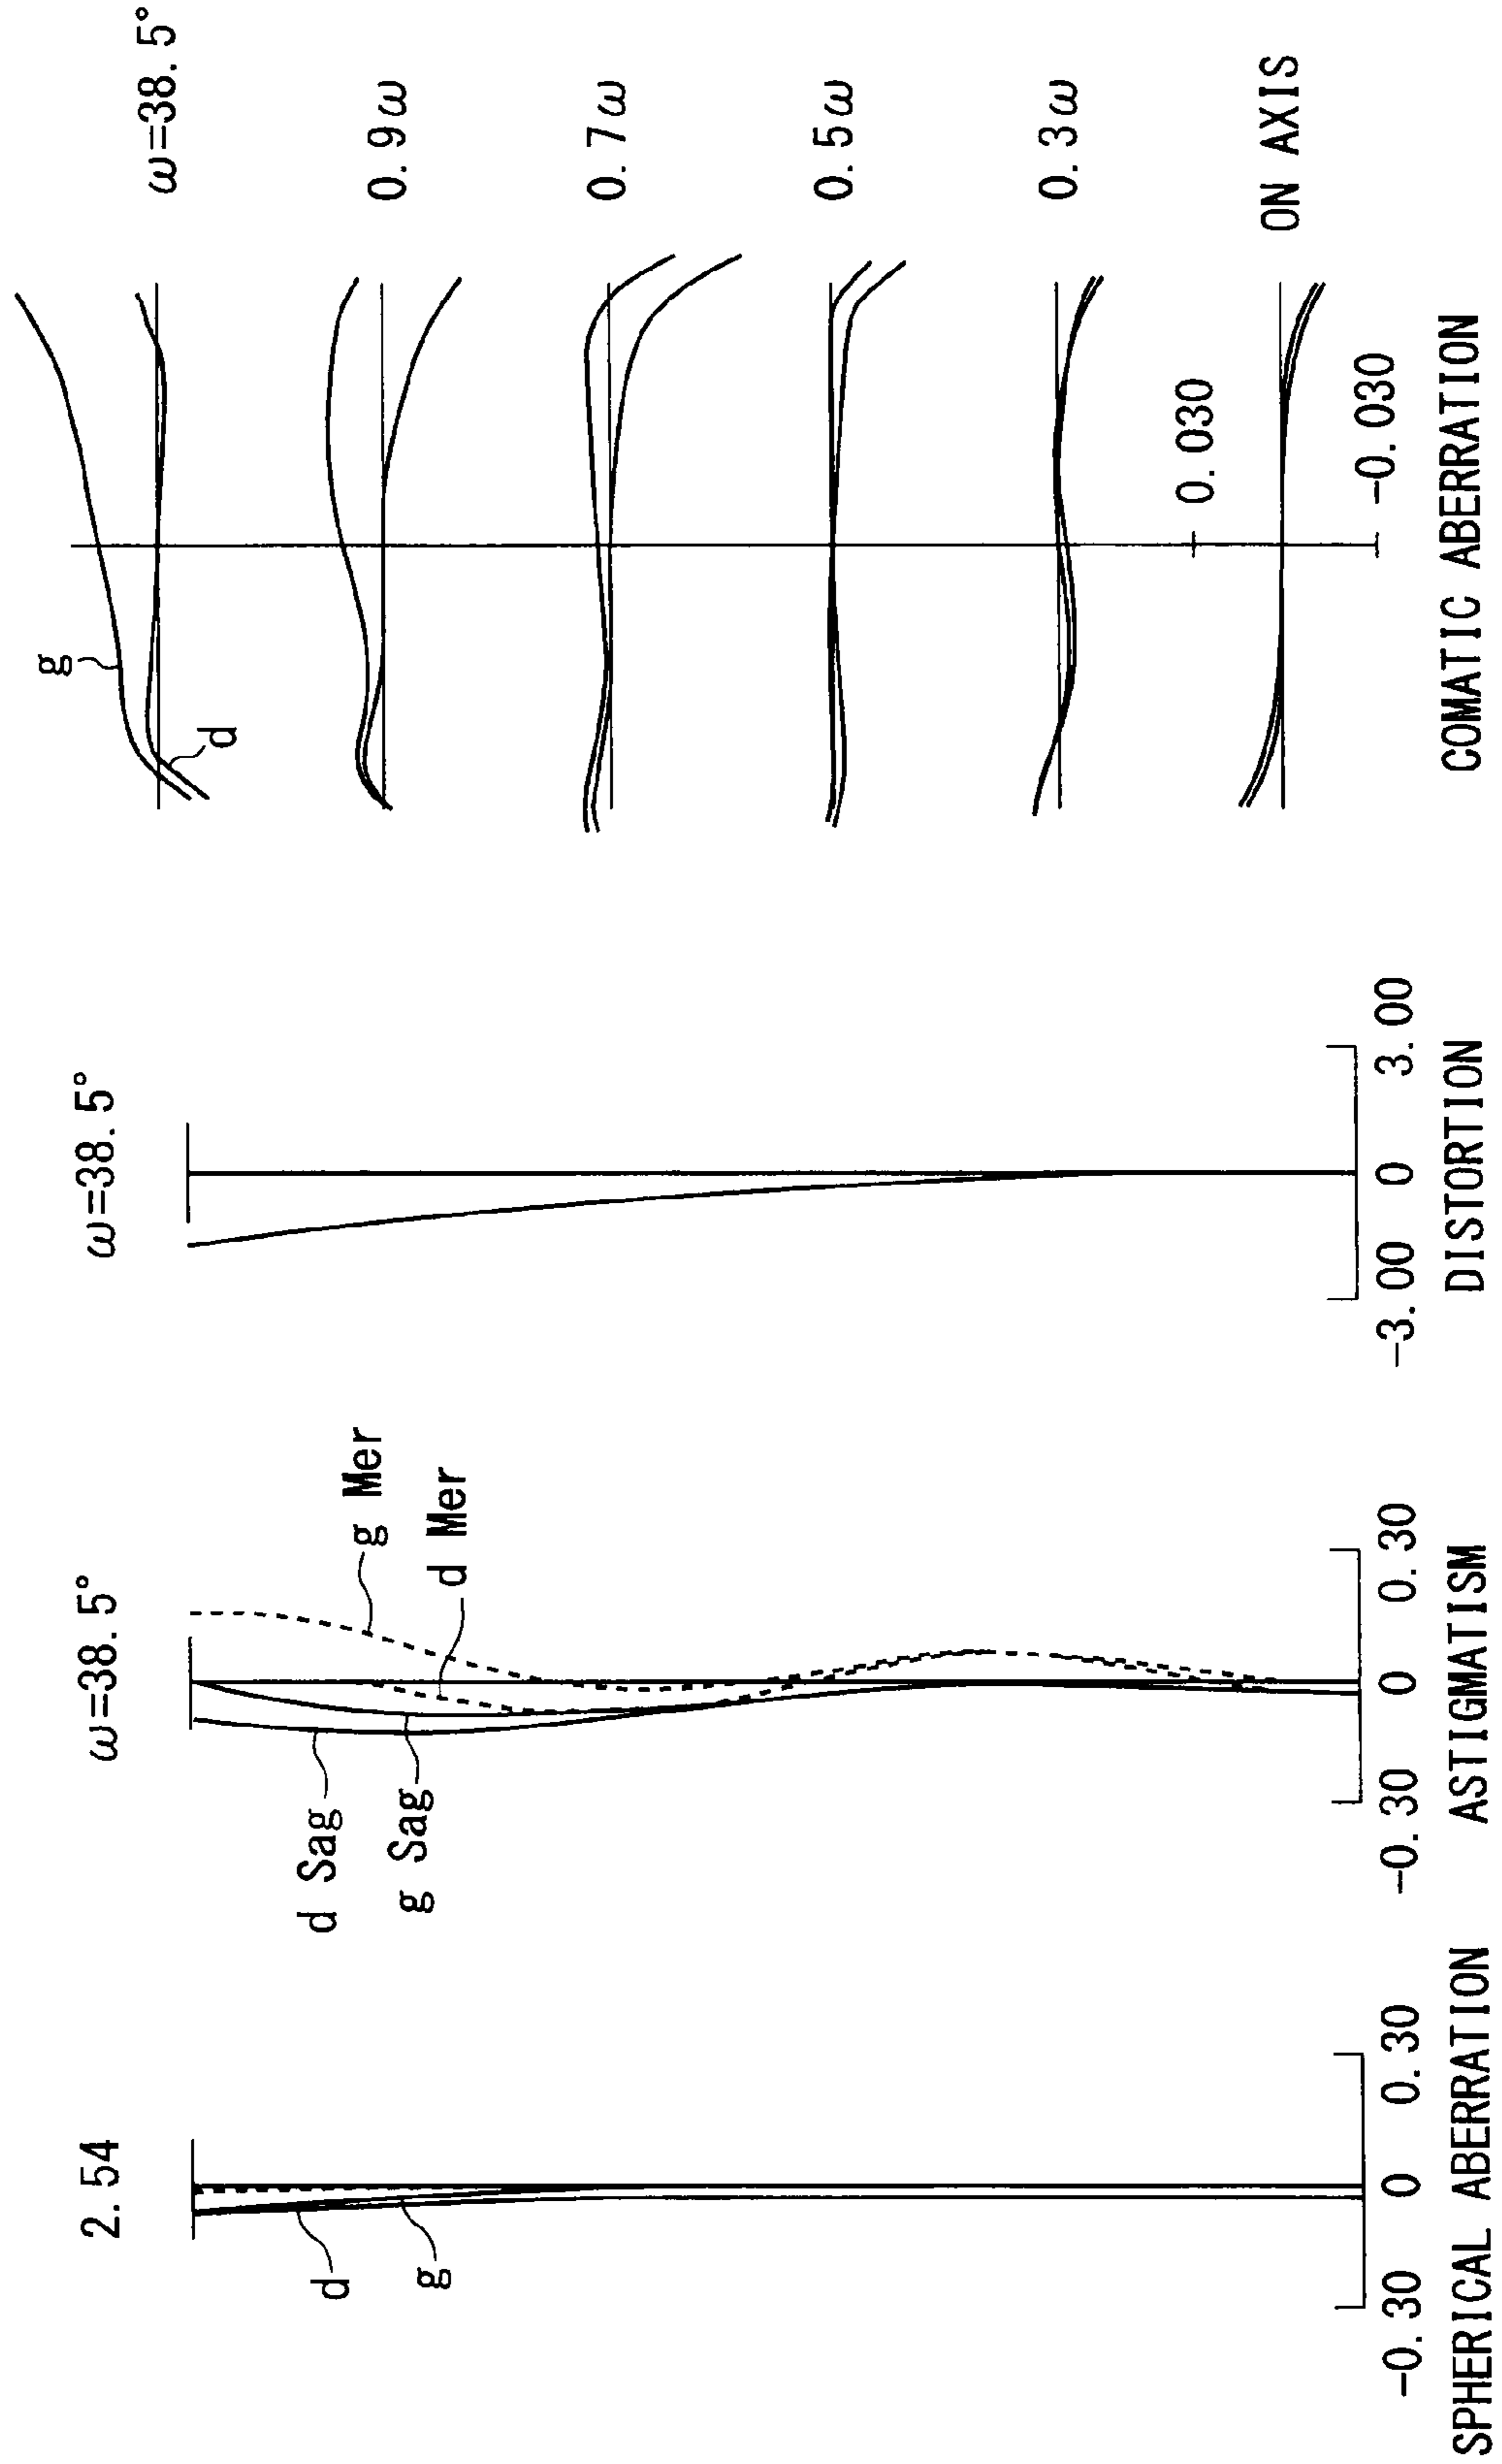 2. 54
d
g
-0. 30
0
0. 30
SPHERICAL ABERRATION
ω=38. 5°
d Sag
g Sag
g Mer
d Mer
-0. 30
0
0. 30
ASTIGMATISM
ω=38. 5°
-3. 00
0
3. 00
DISTORTION
g
d
ω=38. 5°
0. 9ω
0. 7ω
0. 5ω
0. 3ω
0. 030
ON AXIS
-0. 030
COMATIC ABERRATION